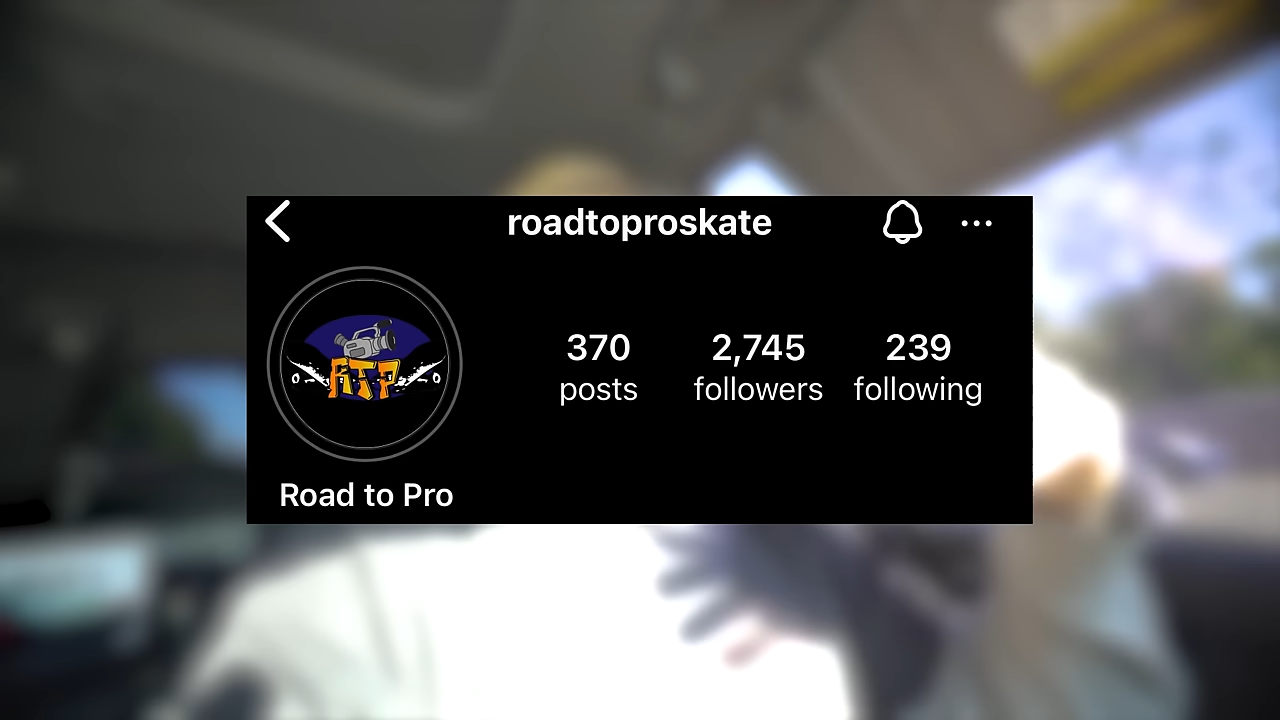 roadtoproskate
370 2,745 239
posts followers following
RTP
Road to Pro